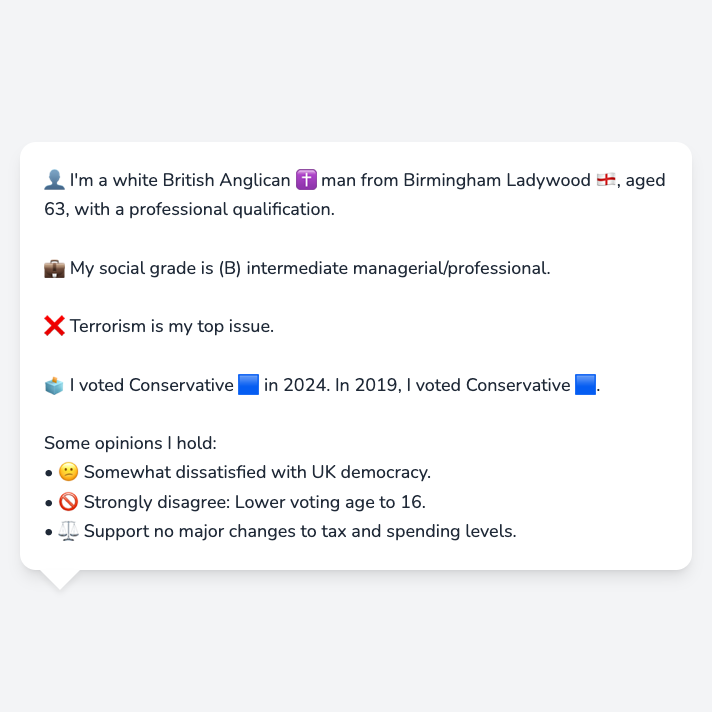 👤 I'm a white British Anglican ✝️ man from Birmingham Ladywood 🏴󠁧󠁢󠁥󠁮󠁧󠁿, aged
63, with a professional qualification.
💼 My social grade is (B) intermediate managerial/professional.
❌ Terrorism is my top issue.
🗳️ I voted Conservative 🟦 in 2024. In 2019, I voted Conservative 🟦.
Some opinions I hold:
• 😕 Somewhat dissatisfied with UK democracy.
• 🚫 Strongly disagree: Lower voting age to 16.
• ⚖️ Support no major changes to tax and spending levels.